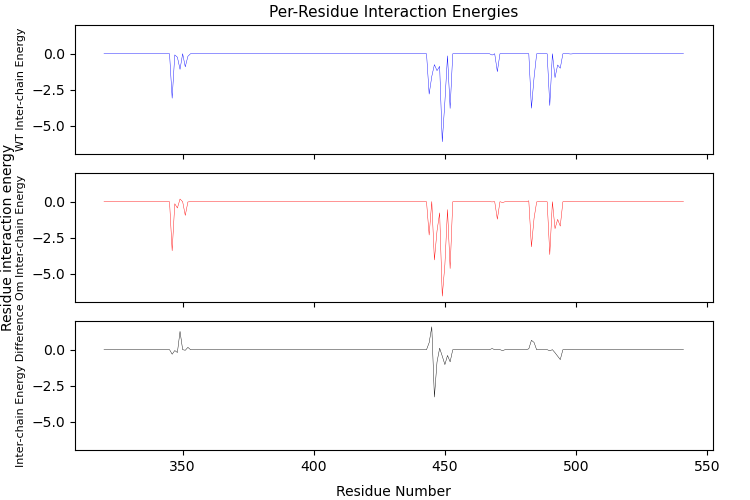 Per-Residue Interaction Energies
WT Inter-chain Energy
0.0
−2.5
−5.0
Residue interaction energy
Om Inter-chain Energy
0.0
−2.5
−5.0
Inter-chain Energy Difference
0.0
−2.5
−5.0
350
400
450
500
550
Residue Number